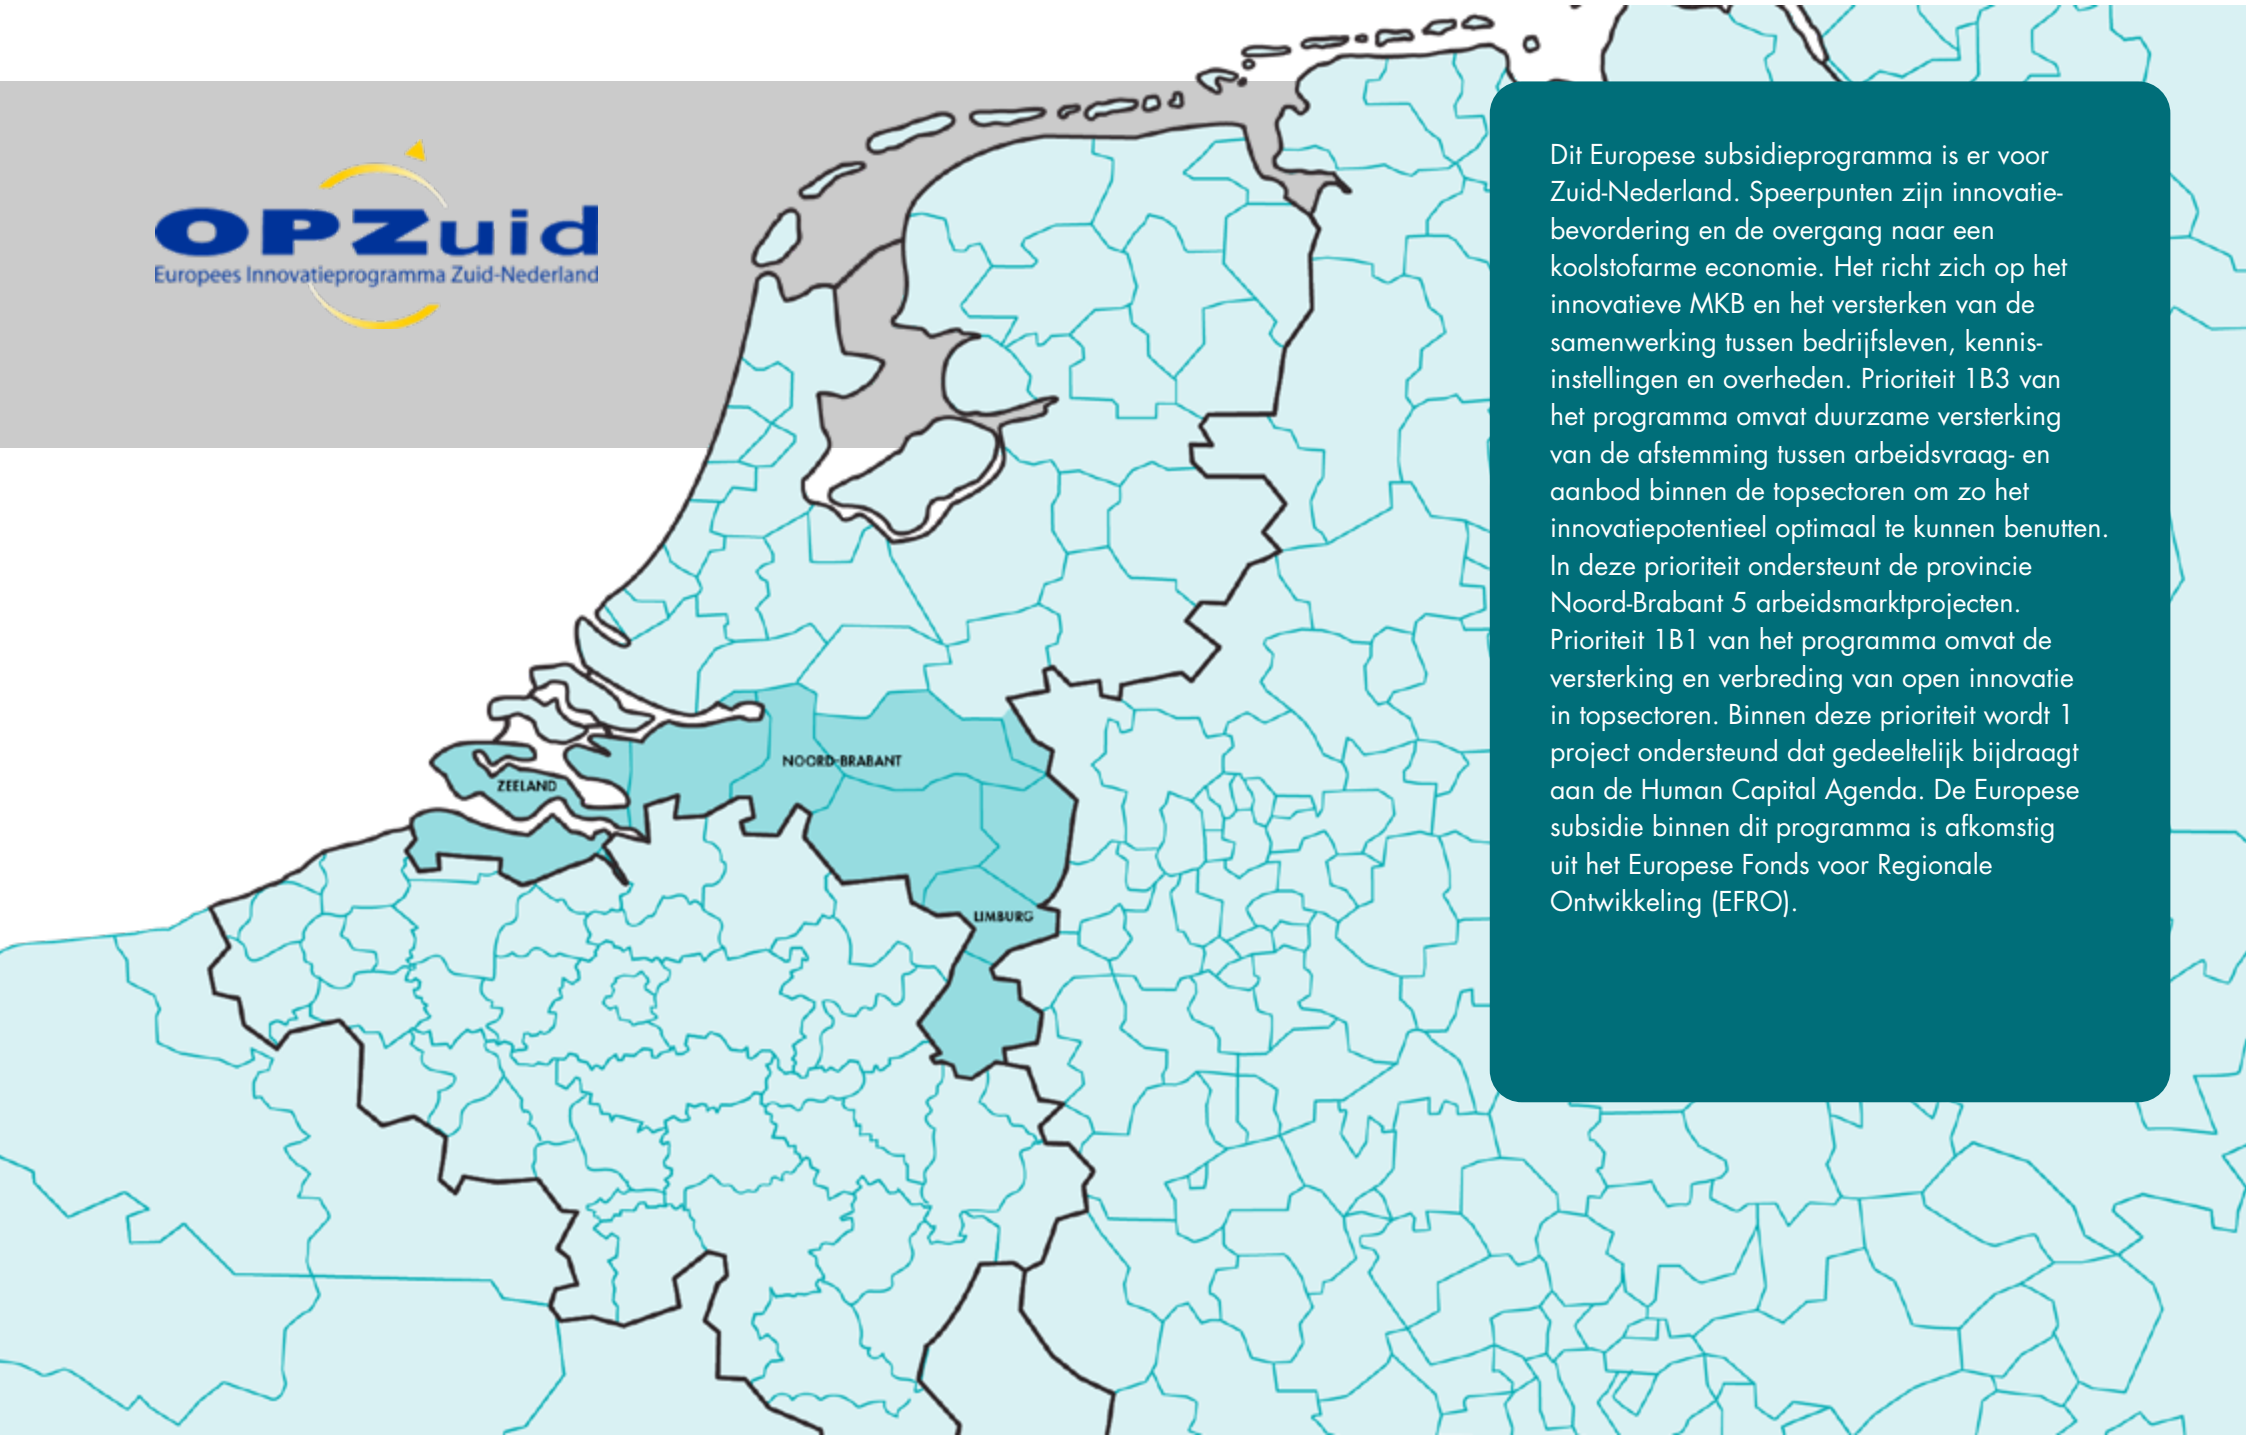 OPZuid
Europees Innovatieprogramma Zuid-Nederland
Dit Europese subsidieprogramma is er voor
Zuid-Nederland. Speerpunten zijn innovatie-
bevordering en de overgang naar een
koolstofarme economie. Het richt zich op het
innovatieve MKB en het versterken van de
samenwerking tussen bedrijfsleven, kennis-
instellingen en overheden. Prioriteit 1B3 van
het programma omvat duurzame versterking
van de afstemming tussen arbeidsvraag- en
aanbod binnen de topsectoren om zo het
innovatiepotentieel optimaal te kunnen benutten.
In deze prioriteit ondersteunt de provincie
Noord-Brabant 5 arbeidsmarktprojecten.
Prioriteit 1B1 van het programma omvat de
versterking en verbreding van open innovatie
in topsectoren. Binnen deze prioriteit wordt 1
project ondersteund dat gedeeltelijk bijdraagt
aan de Human Capital Agenda. De Europese
subsidie binnen dit programma is afkomstig
uit het Europese Fonds voor Regionale
Ontwikkeling (EFRO).
NOORD-BRABANT
ZEELAND
LIMBURG